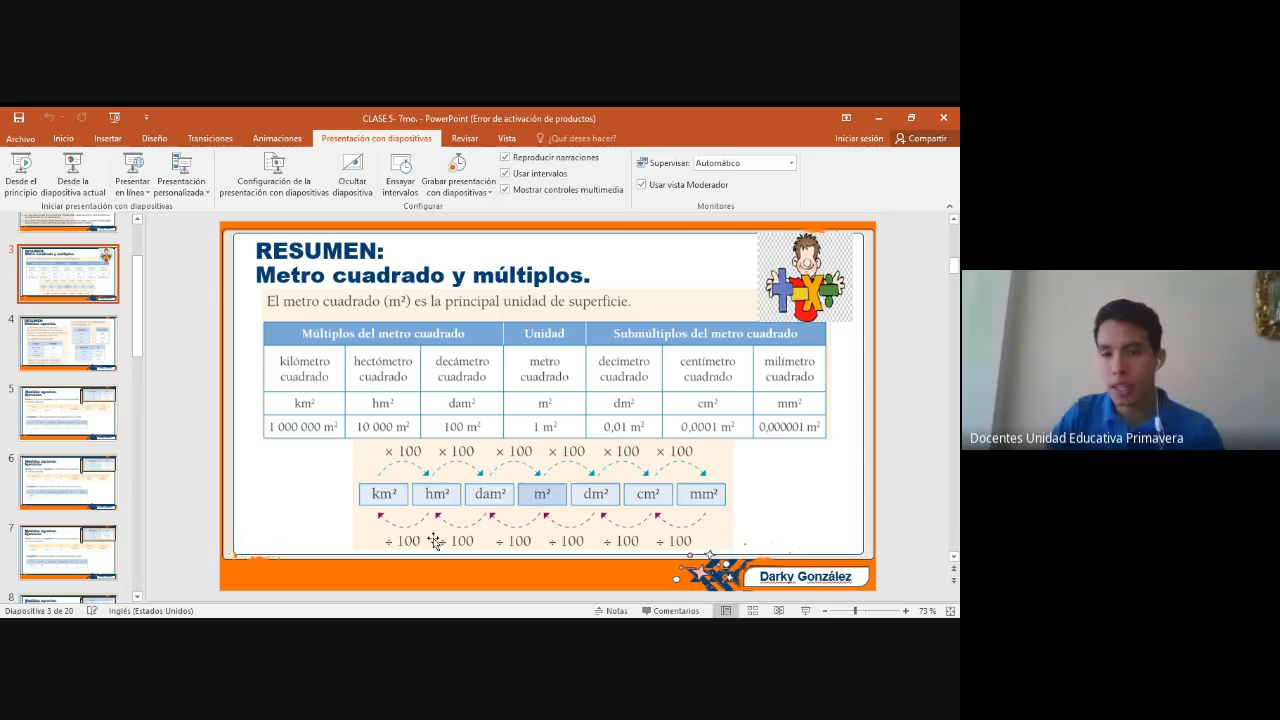 CLASE 5- 7mo. - PowerPoint (Error de activación de productos)
Archivo Inicio Insertar Diseño Transiciones Animaciones Presentación con diapositivas Revisar Vista ¿Qué desea hacer? Iniciar sesión Compartir
Desde el principio
Desde la diapositiva actual
Presentar en línea
Presentación personalizada
Iniciar presentación con diapositivas
Configuración de la presentación con diapositivas
Ocultar diapositiva
Ensayar intervalos
Grabar presentación con diapositivas
Reproducir narraciones
Usar intervalos
Mostrar controles multimedia
Configurar
Supervisar: Automático
Usar vista Moderador
Monitores
3
4
5
6
7
8
RESUMEN:
Metro cuadrado y múltiplos.
El metro cuadrado (m²) es la principal unidad de superficie.
Múltiplos del metro cuadrado Unidad Submúltiplos del metro cuadrado
kilómetro hectómetro decámetro metro decímetro centímetro milímetro
cuadrado cuadrado cuadrado cuadrado cuadrado cuadrado cuadrado
km² hm² dam² m² dm² cm² mm²
1 000 000 m² 10 000 m² 100 m² 1 m² 0,01 m² 0,0001 m² 0,000001 m²
× 100 × 100 × 100 × 100 × 100 × 100
km² hm² dam² m² dm² cm² mm²
÷ 100 ÷ 100 ÷ 100 ÷ 100 ÷ 100 ÷ 100
Darky González
Diapositiva 3 de 20 Inglés (Estados Unidos) Notas Comentarios 73 %
Docentes Unidad Educativa Primavera